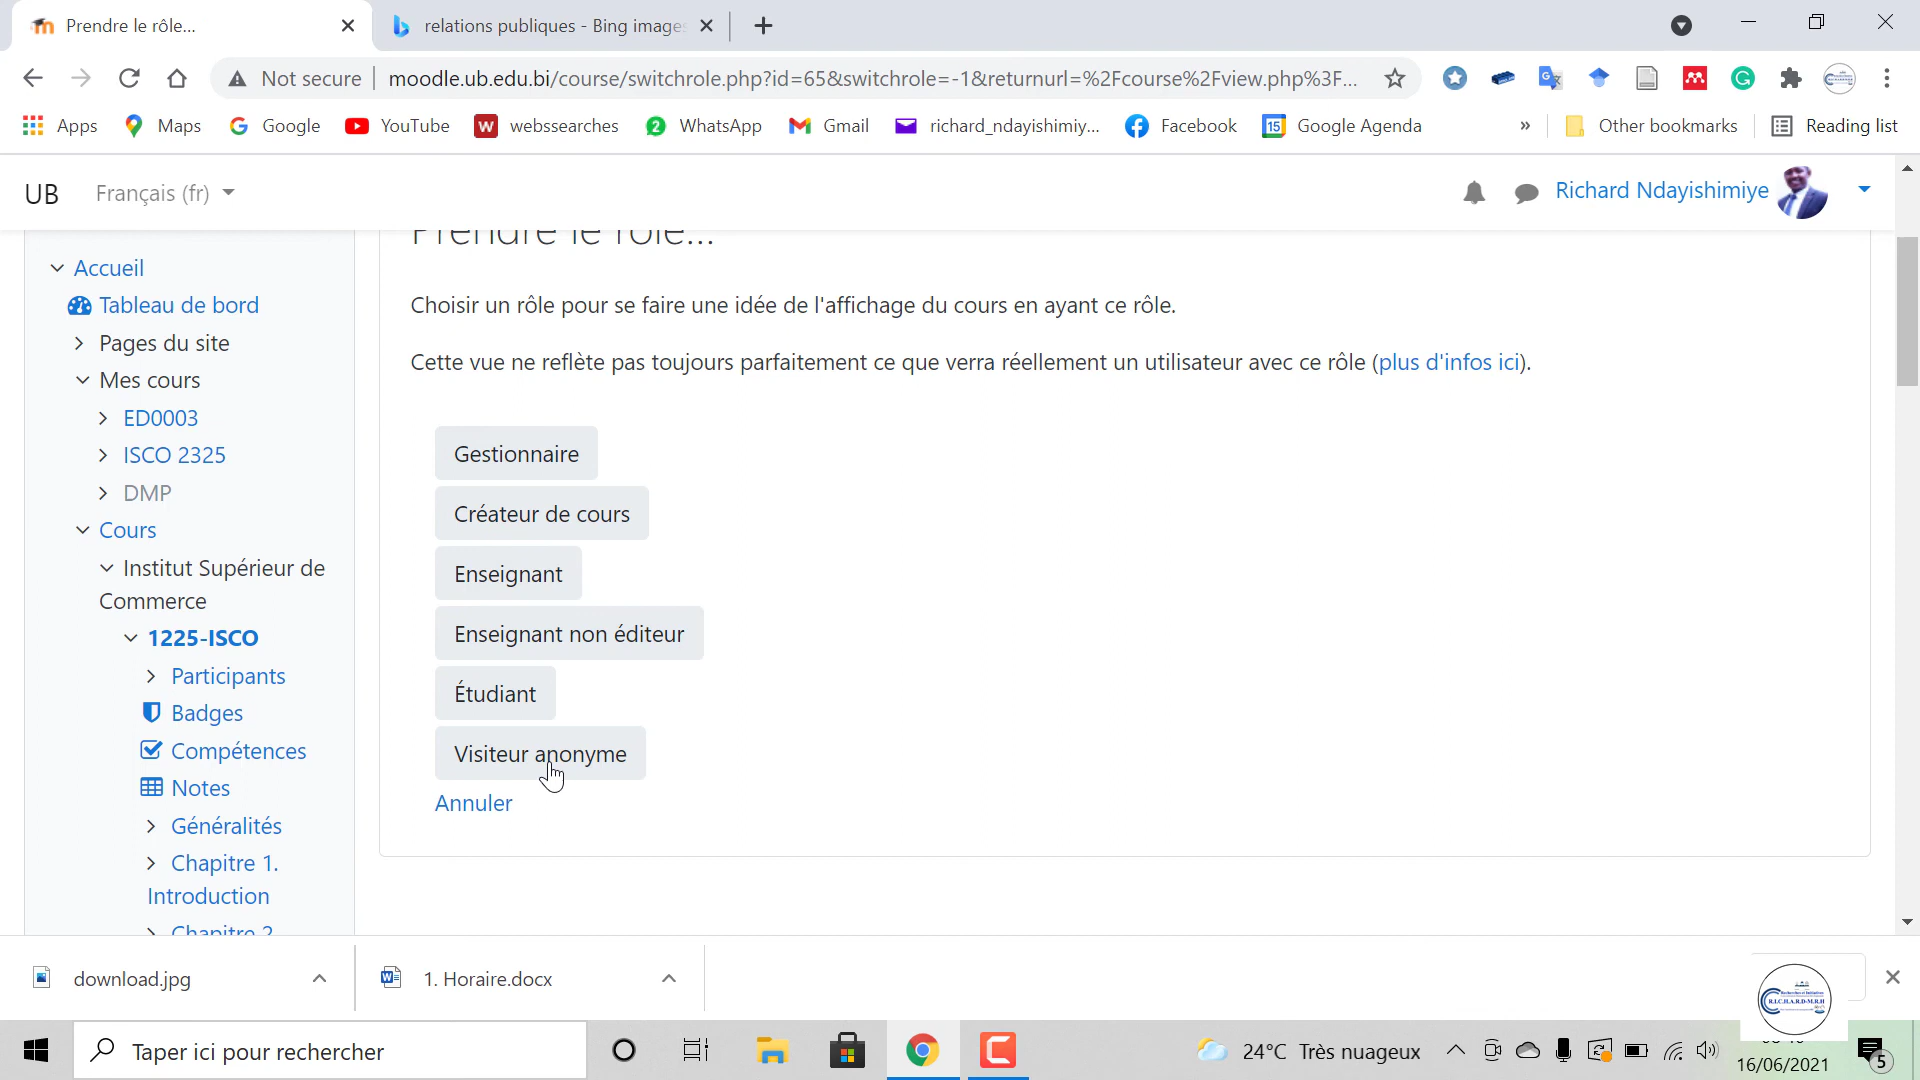 Prendre le rôle...
relations publiques - Bing images
Not secure
moodle.ub.edu.bi/course/switchrole.php?id=65&switchrole=-1&returnurl=%2Fcourse%2Fview.php%3F...
Apps
Maps
Google
YouTube
webssearches
WhatsApp
Gmail
richard_ndayishimiy...
Facebook
Google Agenda
»
Other bookmarks
Reading list
UB
Français (fr)
Richard Ndayishimiye
Accueil
Tableau de bord
Pages du site
Mes cours
ED0003
ISCO 2325
DMP
Cours
Institut Supérieur de
Commerce
1225-ISCO
Participants
Badges
Compétences
Notes
Généralités
Chapitre 1.
Introduction
Chapitre 2
Prendre le rôle...
Choisir un rôle pour se faire une idée de l'affichage du cours en ayant ce rôle.
Cette vue ne reflète pas toujours parfaitement ce que verra réellement un utilisateur avec ce rôle (plus d'infos ici).
Gestionnaire
Créateur de cours
Enseignant
Enseignant non éditeur
Étudiant
Visiteur anonyme
Annuler
download.jpg
1. Horaire.docx
R.I.C.H.A.R.D-M.R.H
Taper ici pour rechercher
24°C Très nuageux
16/06/2021
5